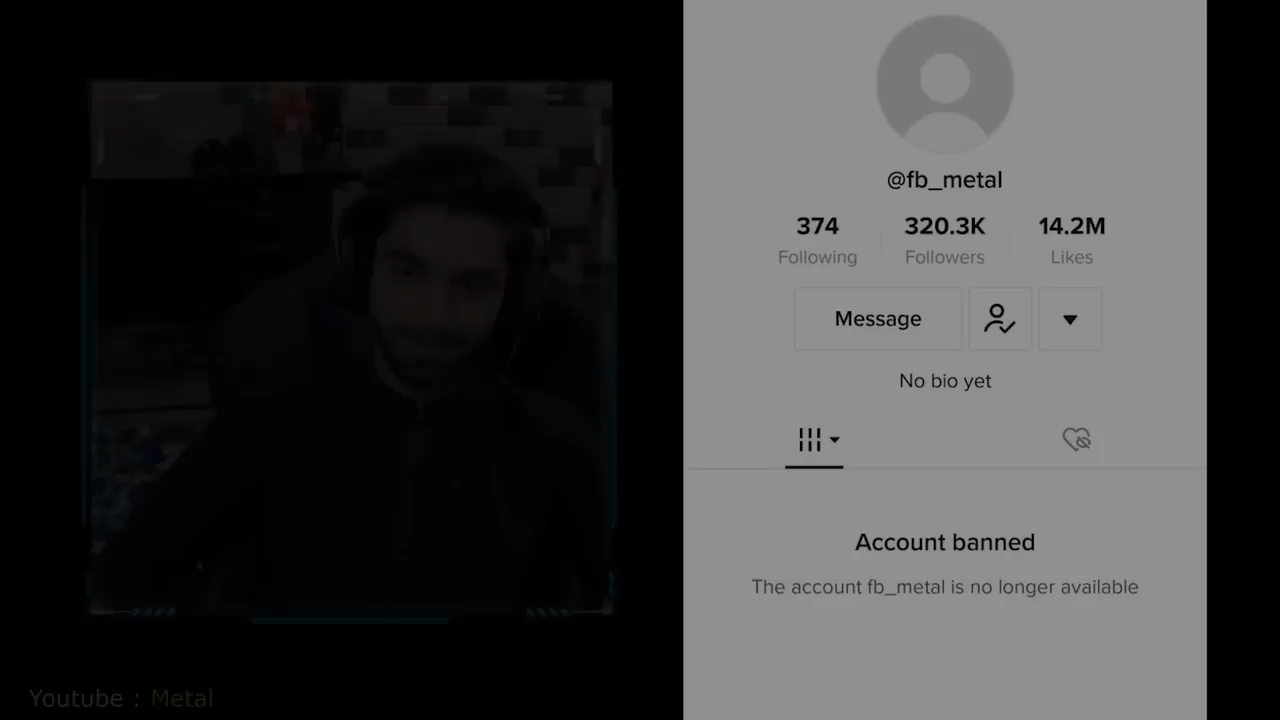 @fb_metal
374 320.3K 14.2M
Following Followers Likes
Message
No bio yet
Account banned
The account fb_metal is no longer available
Youtube : Metal